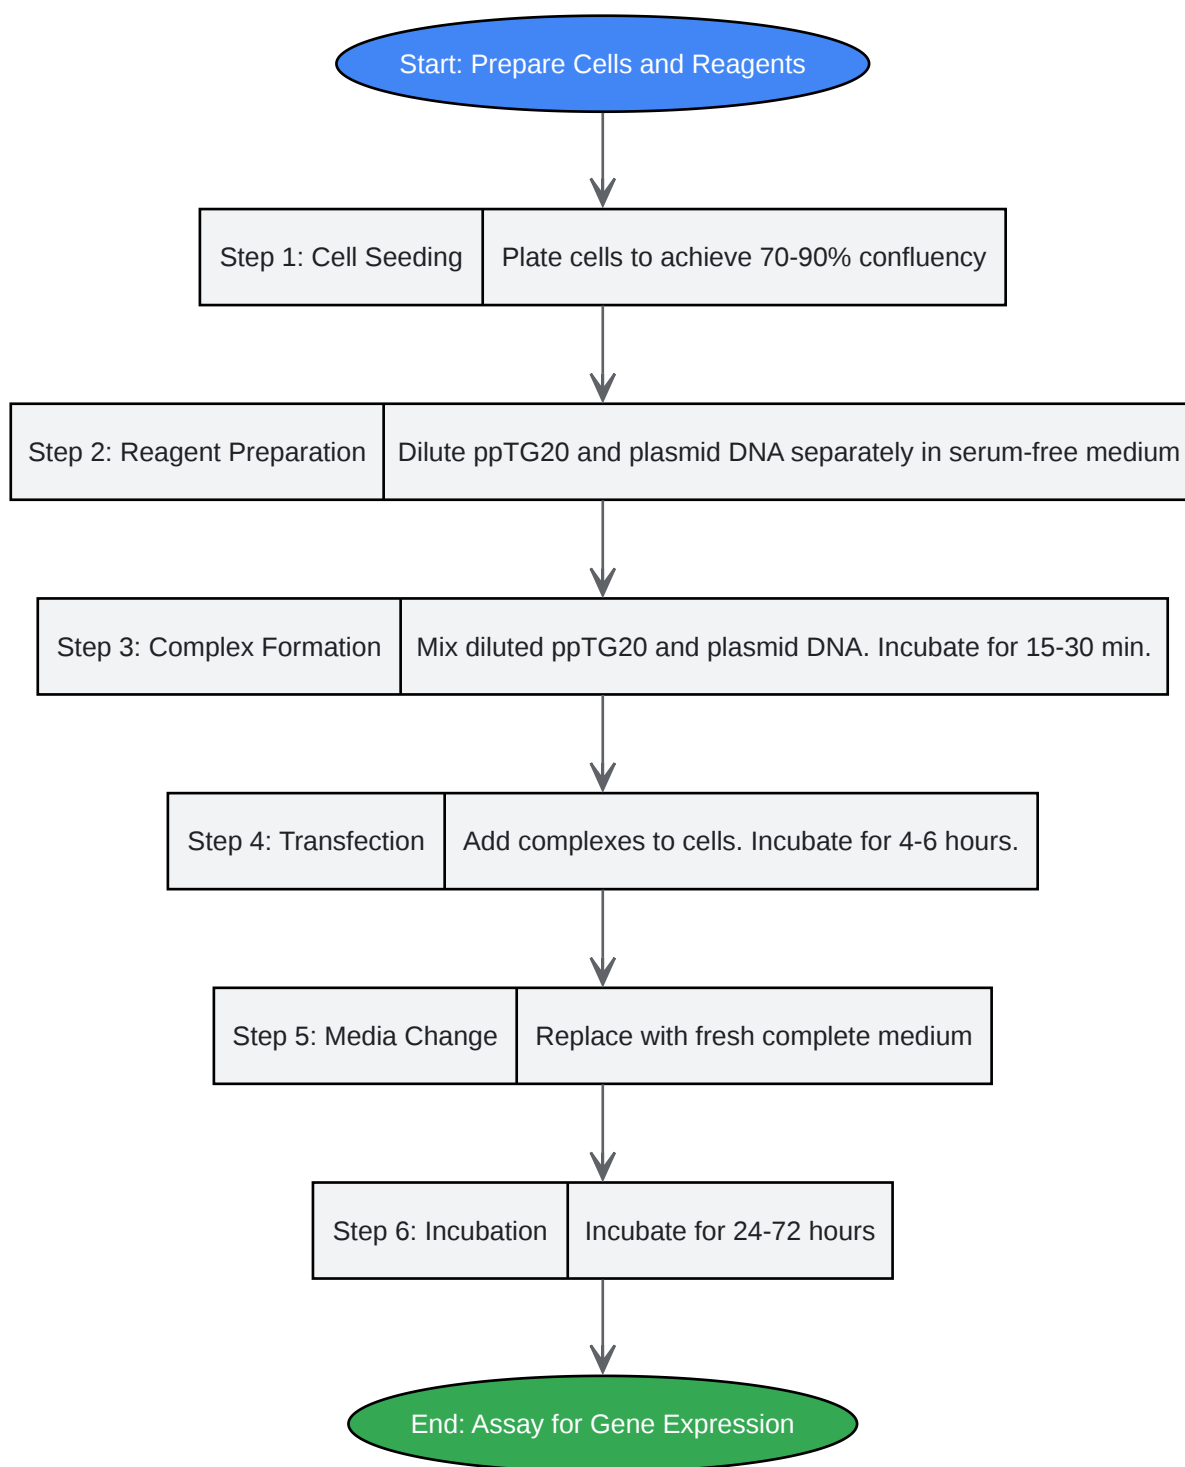 Start: Prepare Cells and Reagents
Step 1: Cell Seeding
Plate cells to achieve 70-90% confluency
Step 2: Reagent Preparation
Dilute ppTG20 and plasmid DNA separately in serum-free medium
Step 3: Complex Formation
Mix diluted ppTG20 and plasmid DNA. Incubate for 15-30 min.
Step 4: Transfection
Add complexes to cells. Incubate for 4-6 hours.
Step 5: Media Change
Replace with fresh complete medium
Step 6: Incubation
Incubate for 24-72 hours
End: Assay for Gene Expression